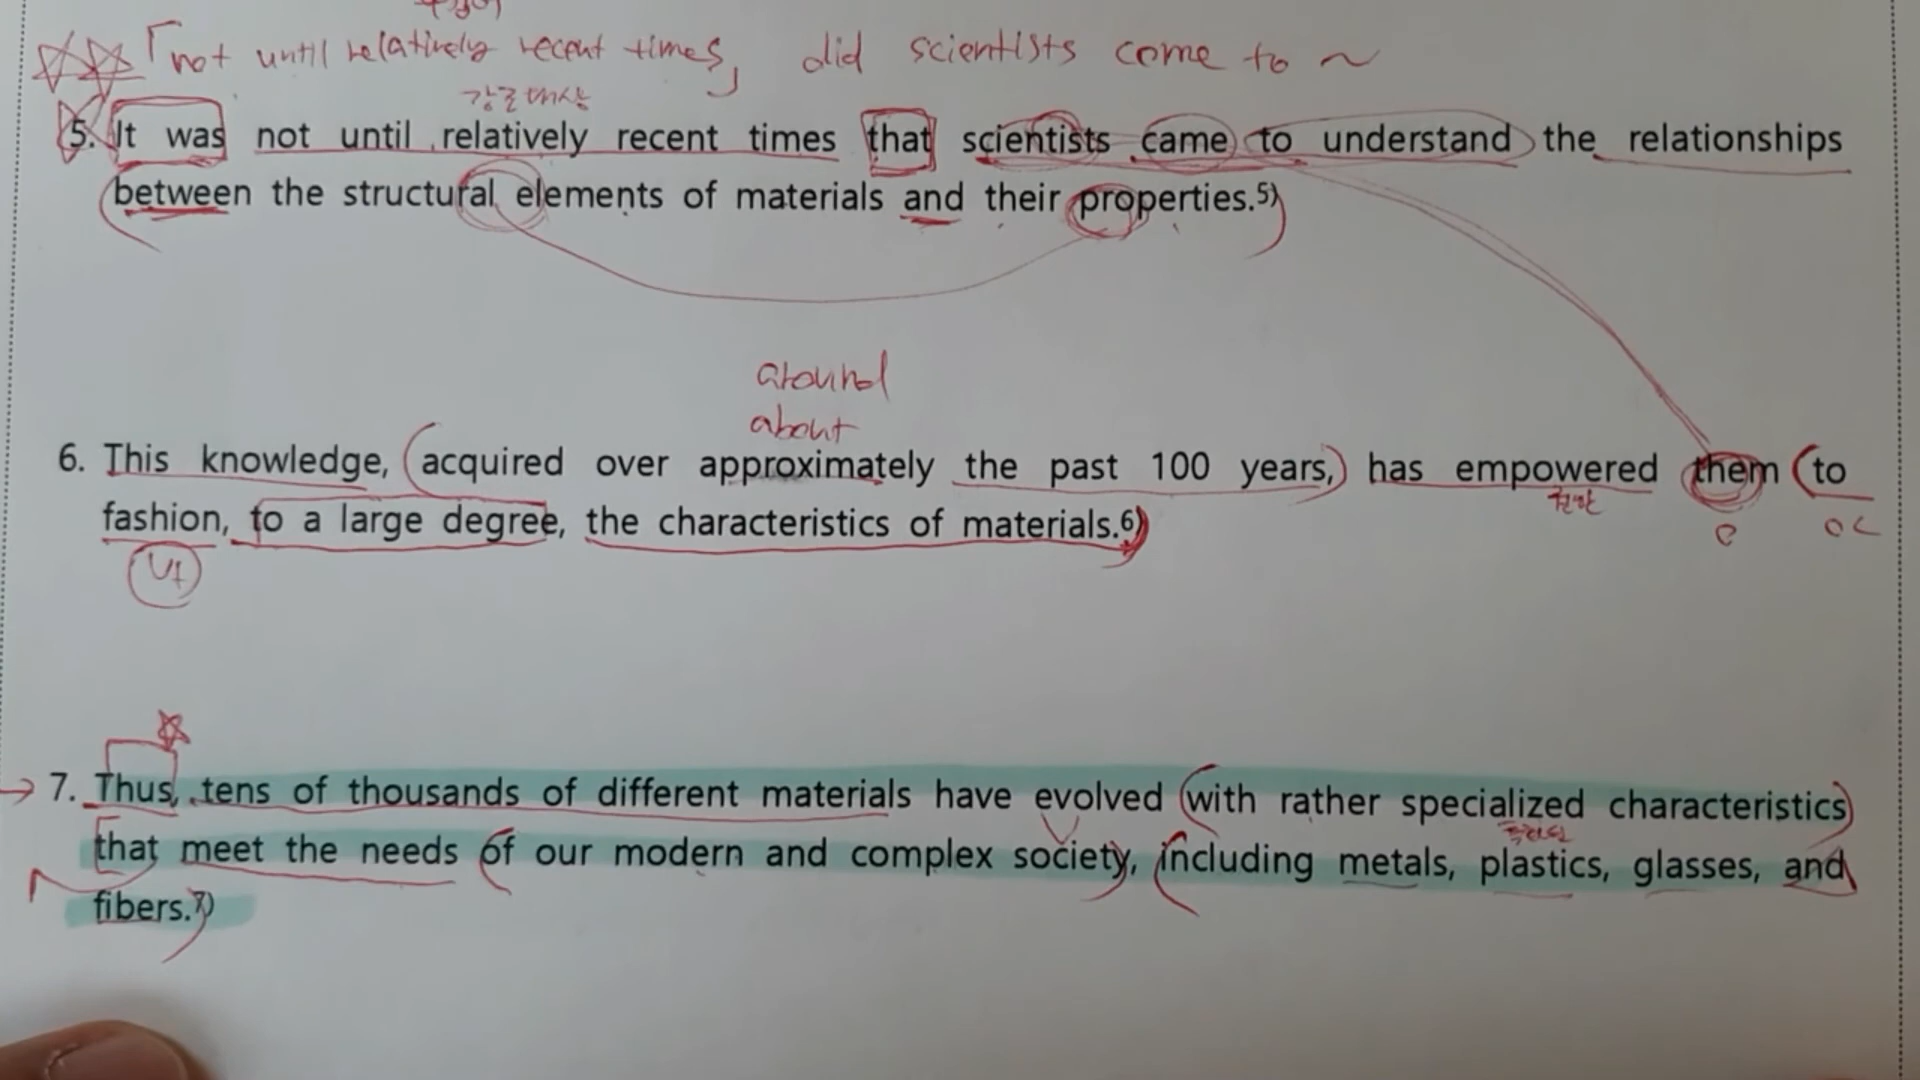 not until relatively recent times, did scientists come to ~
강조대상
5. It was not until relatively recent times that scientists came to understand the relationships
between the structural elements of materials and their properties.5)
around
about
6. This knowledge, acquired over approximately the past 100 years, has empowered them to
fashion, to a large degree, the characteristics of materials.6)
권한
O OC
Vt
7. Thus, tens of thousands of different materials have evolved with rather specialized characteristics
that meet the needs of our modern and complex society, including metals, plastics, glasses, and
fibers.7)